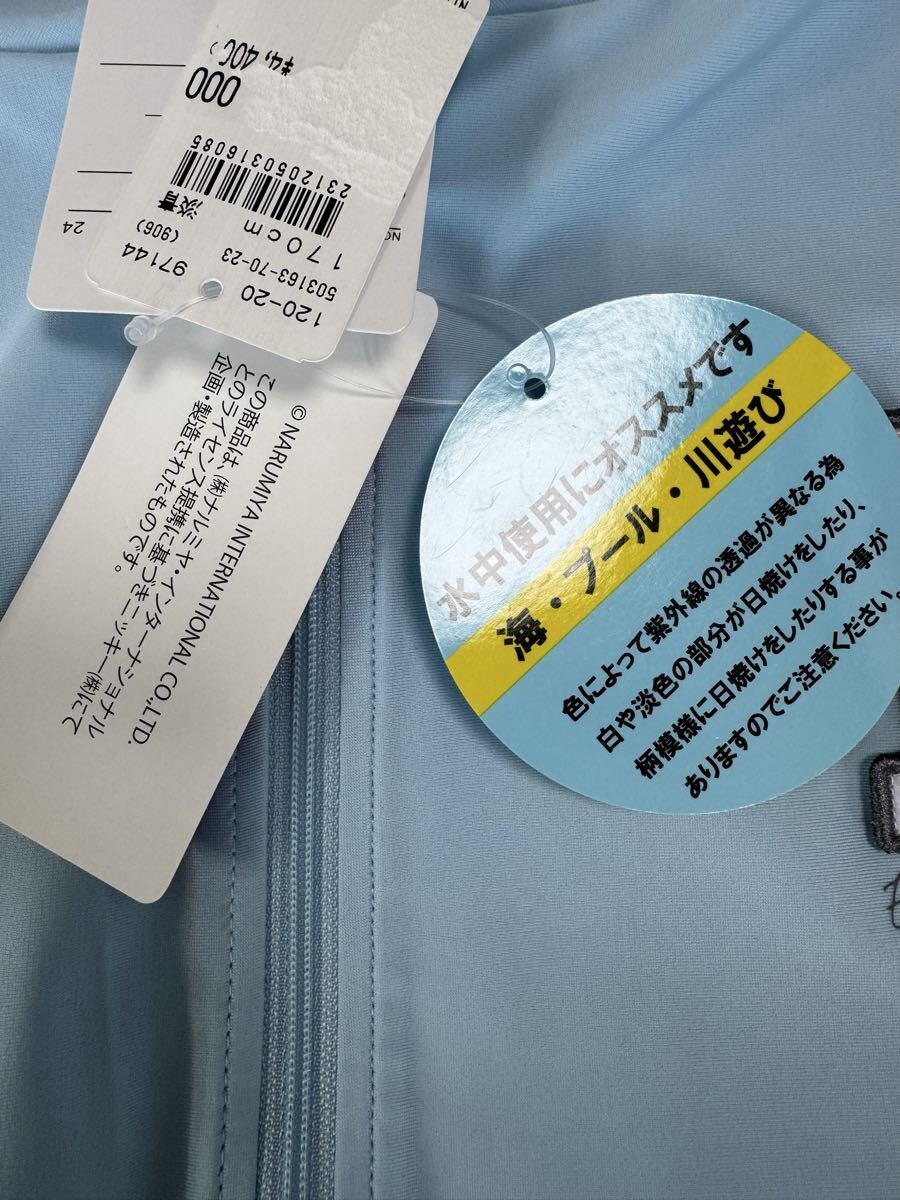 ¥4,400
000
2312050316085
淡青
170cm
(906)
503163-70-23
97144
120-20
24
© NARUMIYA INTERNATIONAL CO.,LTD.
この商品は、㈱ナルミヤ・インターナショナル
とのライセンス提携に基づきニッキー㈱にて
企画・製造されたものです。
水中使用にオススメです
海・プール・川遊び
色によって紫外線の透過が異なる為
白や淡色の部分が日焼けをしたり、
柄模様に日焼けをしたりする事が
ありますのでご注意ください。